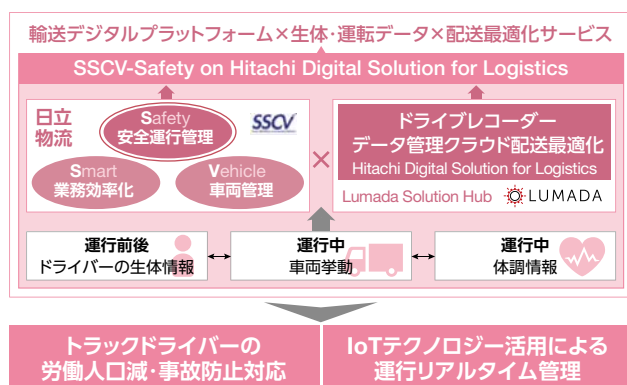 輸送デジタルプラットフォーム×生体・運転データ×配送最適化サービス
SSCV-Safety on Hitachi Digital Solution for Logistics
日立
物流
Safety
安全運行管理
SSCV
Smart
業務効率化
Vehicle
車両管理
×
ドライブレコーダー
データ管理クラウド配送最適化
Hitachi Digital Solution for Logistics
Lumada Solution Hub LUMADA
運行前後
ドライバーの生体情報
運行中
車両挙動
運行中
体調情報
トラックドライバーの
労働人口減・事故防止対応
IoTテクノロジー活用による
運行リアルタイム管理